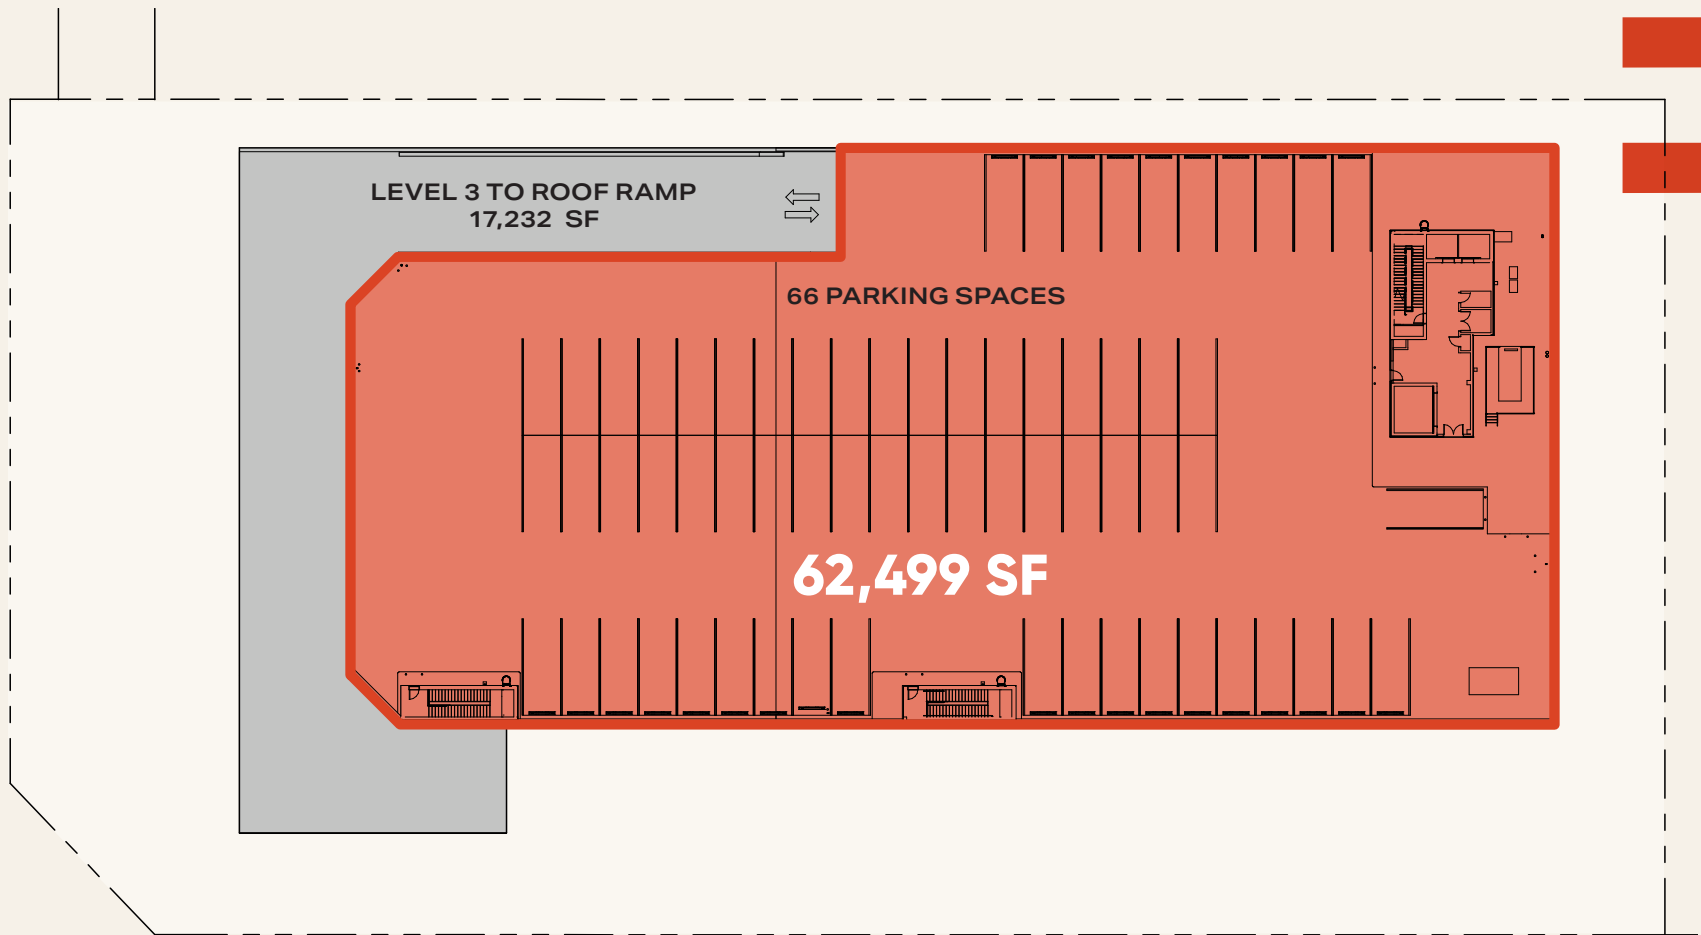 LEVEL 3 TO ROOF RAMP
17,232 SF
66 PARKING SPACES
62,499 SF